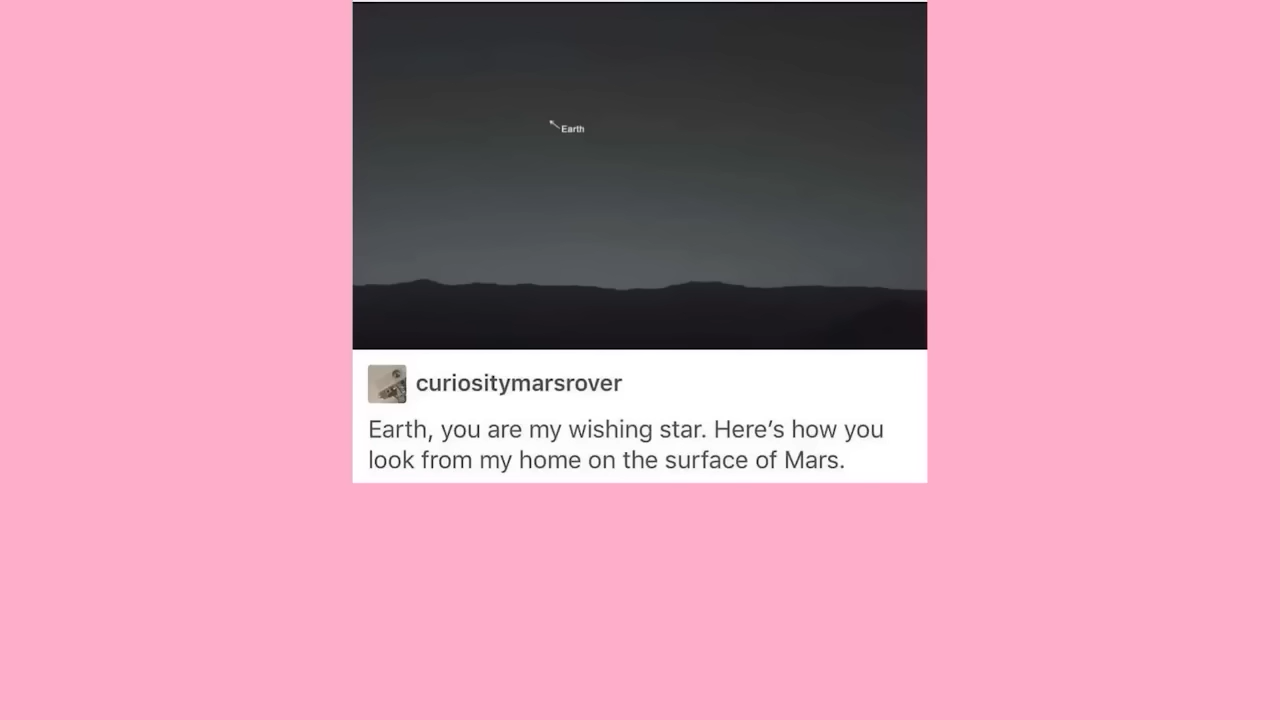 Earth
curiositymarsrover
Earth, you are my wishing star. Here’s how you
look from my home on the surface of Mars.